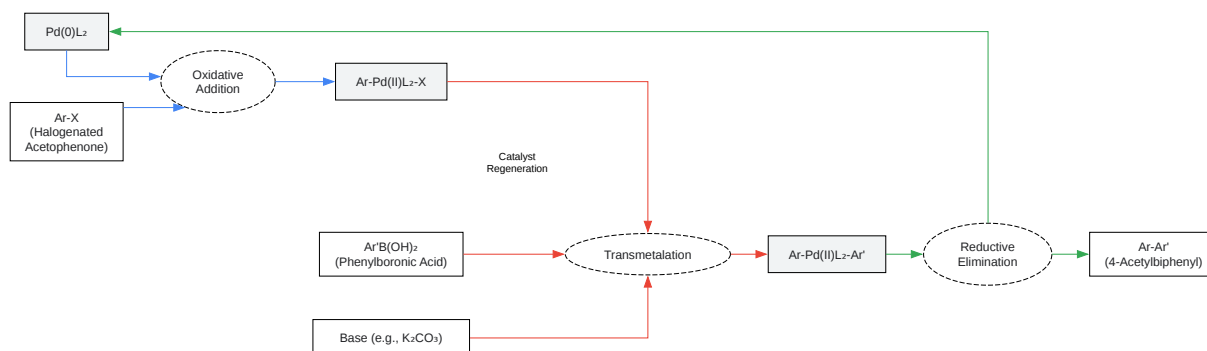 Pd(0)L₂
Oxidative
Addition
Ar-Pd(II)L₂-X
Ar-X
(Halogenated
Acetophenone)
Catalyst
Regeneration
Ar'B(OH)₂
(Phenylboronic Acid)
Transmetalation
Ar-Pd(II)L₂-Ar'
Reductive
Elimination
Ar-Ar'
(4-Acetylbiphenyl)
Base (e.g., K₂CO₃)